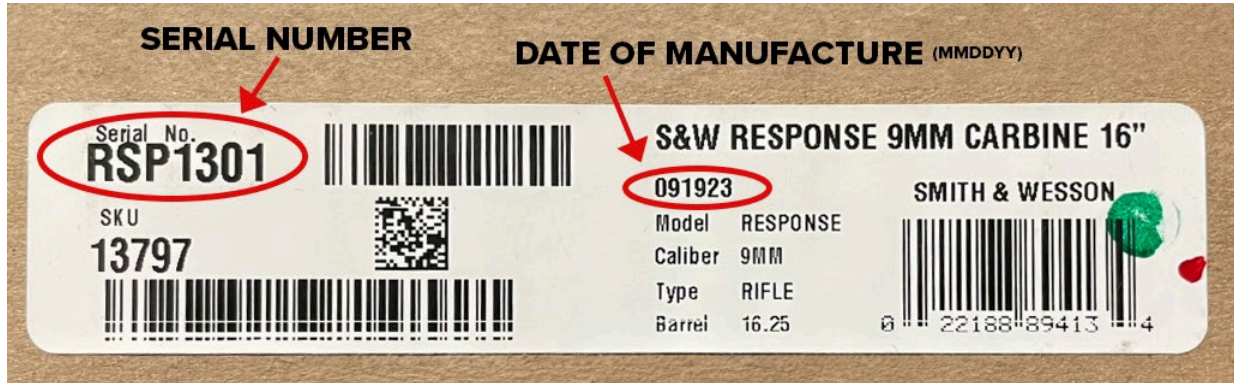 SERIAL NUMBER
DATE OF MANUFACTURE (MMDDYY)
Serial No.
RSP1301
SKU
13797
S&W RESPONSE 9MM CARBINE 16"
091923
Model RESPONSE
Caliber 9MM
Type RIFLE
Barrel 16.25
SMITH & WESSON
0 22188 89413 4